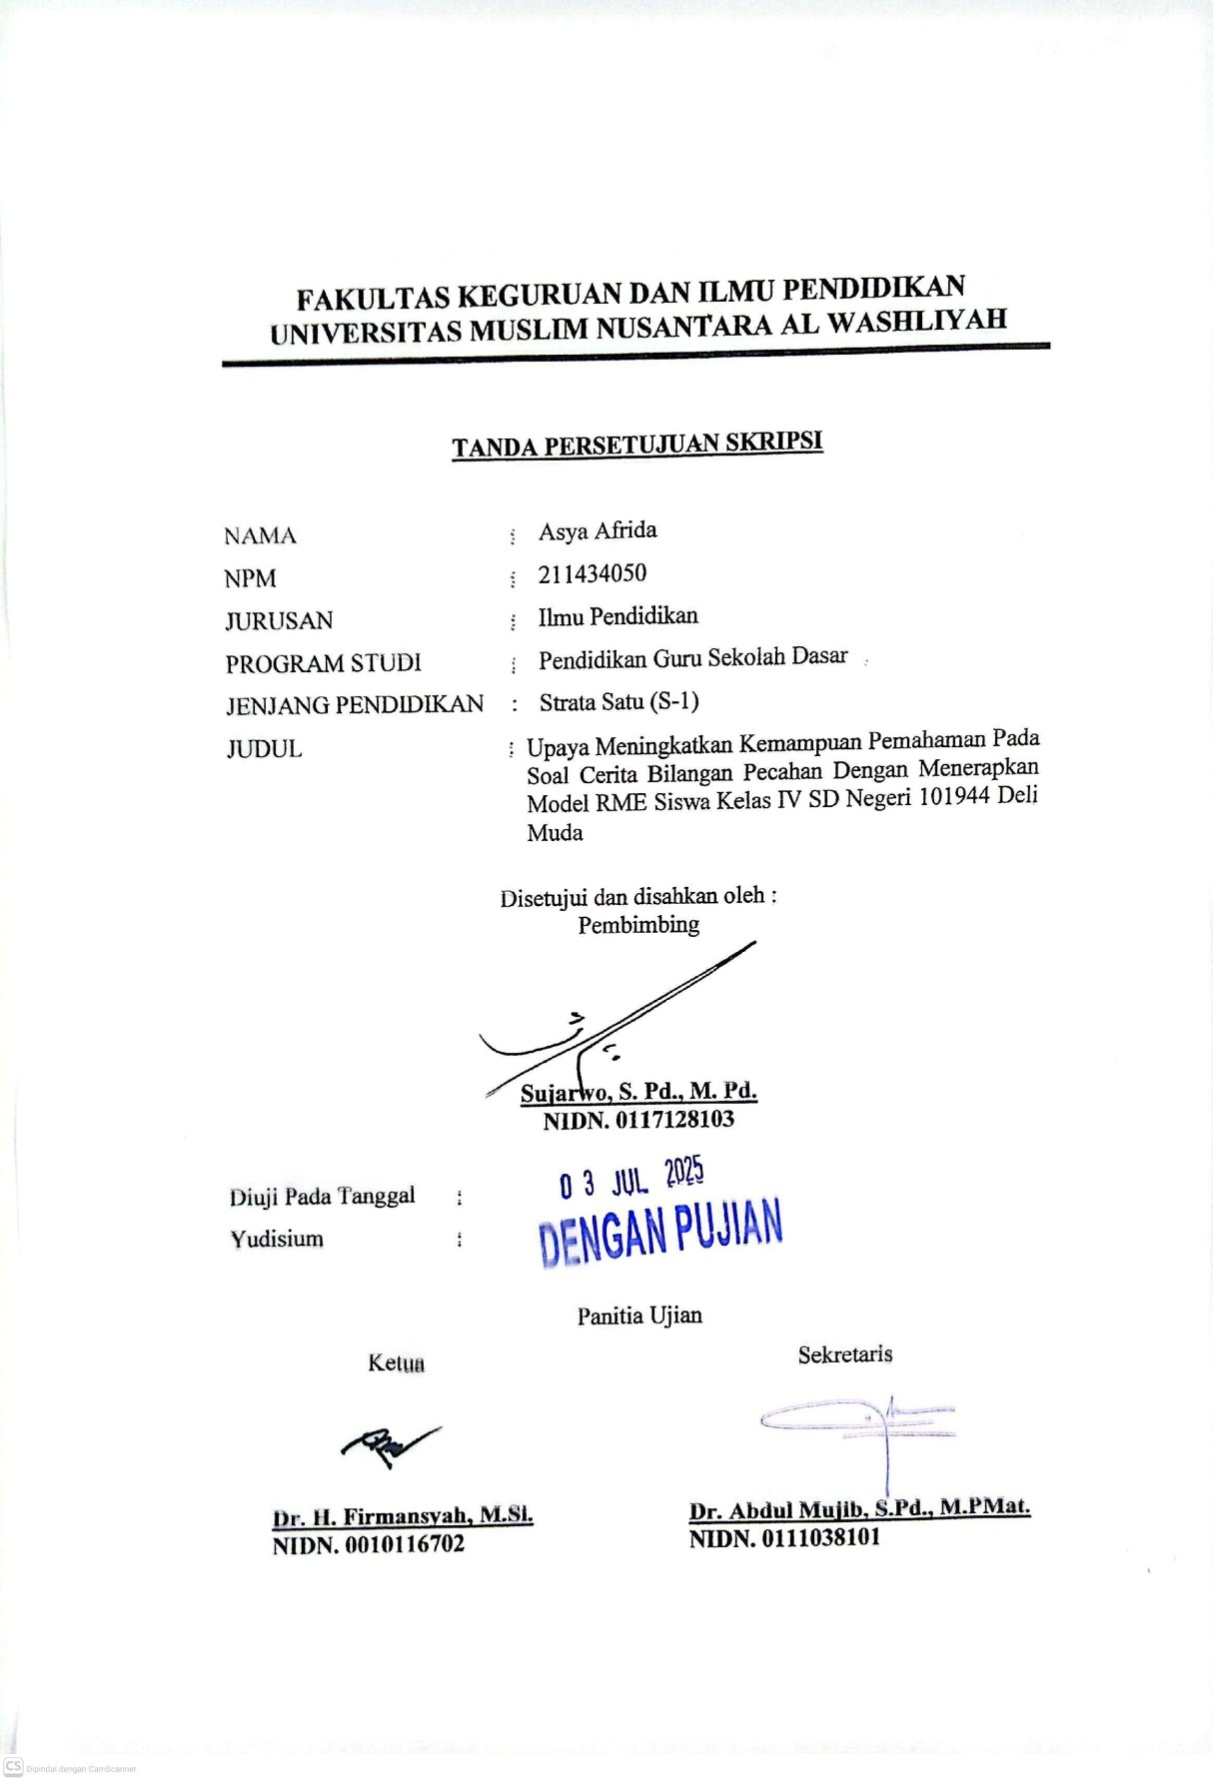 FAKULTAS KEGURUAN DAN ILMU PENDIDIKAN
UNIVERSITAS MUSLIM NUSANTARA AL WASHLIYAH
TANDA PERSETUJUAN SKRIPSI
NAMA : Asya Afrida
NPM : 211434050
JURUSAN : Ilmu Pendidikan
PROGRAM STUDI : Pendidikan Guru Sekolah Dasar
JENJANG PENDIDIKAN : Strata Satu (S-1)
JUDUL : Upaya Meningkatkan Kemampuan Pemahaman Pada
Soal Cerita Bilangan Pecahan Dengan Menerapkan
Model RME Siswa Kelas IV SD Negeri 101944 Deli
Muda
Disetujui dan disahkan oleh :
Pembimbing
Sujarwo, S. Pd., M. Pd.
NIDN. 0117128103
Diuji Pada Tanggal : 03 JUL 2025
Yudisium : DENGAN PUJIAN
Panitia Ujian
Ketua Sekretaris
Dr. H. Firmansyah, M.Si. Dr. Abdul Mujib, S.Pd., M.PMat.
NIDN. 0010116702 NIDN. 0111038101
CS Dipindai dengan CamScanner